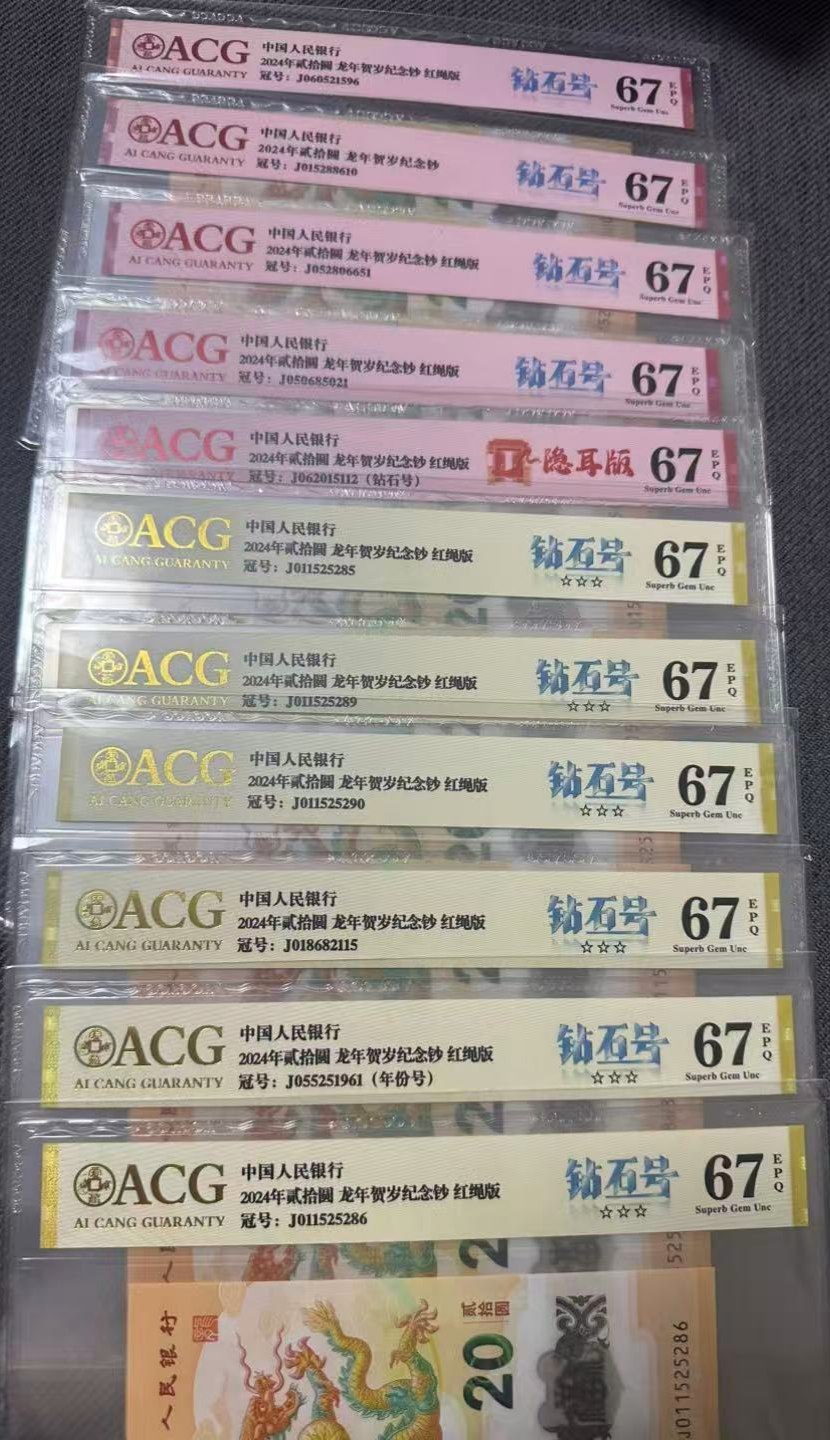 ACG
AI CANG GUARANTY
中国人民银行
2024年贰拾圆 龙年贺岁纪念钞 红绳版
冠号：J060521596
钻石号
67
EPQ
Superb Gem Unc
ACG
AI CANG GUARANTY
中国人民银行
2024年贰拾圆 龙年贺岁纪念钞
冠号：J015288610
钻石号
67
EPQ
Superb Gem Unc
ACG
AI CANG GUARANTY
中国人民银行
2024年贰拾圆 龙年贺岁纪念钞 红绳版
冠号：J052806651
钻石号
67
EPQ
Superb Gem Unc
ACG
AI CANG GUARANTY
中国人民银行
2024年贰拾圆 龙年贺岁纪念钞 红绳版
冠号：J050685021
钻石号
67
EPQ
Superb Gem Unc
ACG
AI CANG GUARANTY
中国人民银行
2024年贰拾圆 龙年贺岁纪念钞 红绳版
冠号：J062015112（钻石号）
隐耳版
67
EPQ
Superb Gem Unc
ACG
AI CANG GUARANTY
中国人民银行
2024年贰拾圆 龙年贺岁纪念钞 红绳版
冠号：J011525285
钻石号
☆☆☆
67
EPQ
Superb Gem Unc
ACG
AI CANG GUARANTY
中国人民银行
2024年贰拾圆 龙年贺岁纪念钞 红绳版
冠号：J011525289
钻石号
☆☆☆
67
EPQ
Superb Gem Unc
ACG
AI CANG GUARANTY
中国人民银行
2024年贰拾圆 龙年贺岁纪念钞 红绳版
冠号：J011525290
钻石号
☆☆☆
67
EPQ
Superb Gem Unc
ACG
AI CANG GUARANTY
中国人民银行
2024年贰拾圆 龙年贺岁纪念钞 红绳版
冠号：J018682115
钻石号
☆☆☆
67
EPQ
Superb Gem Unc
ACG
AI CANG GUARANTY
中国人民银行
2024年贰拾圆 龙年贺岁纪念钞 红绳版
冠号：J055251961（年份号）
钻石号
☆☆☆
67
EPQ
Superb Gem Unc
ACG
AI CANG GUARANTY
中国人民银行
2024年贰拾圆 龙年贺岁纪念钞 红绳版
冠号：J011525286
钻石号
☆☆☆
67
EPQ
Superb Gem Unc
人民银行
贰拾圆
20
J011525286